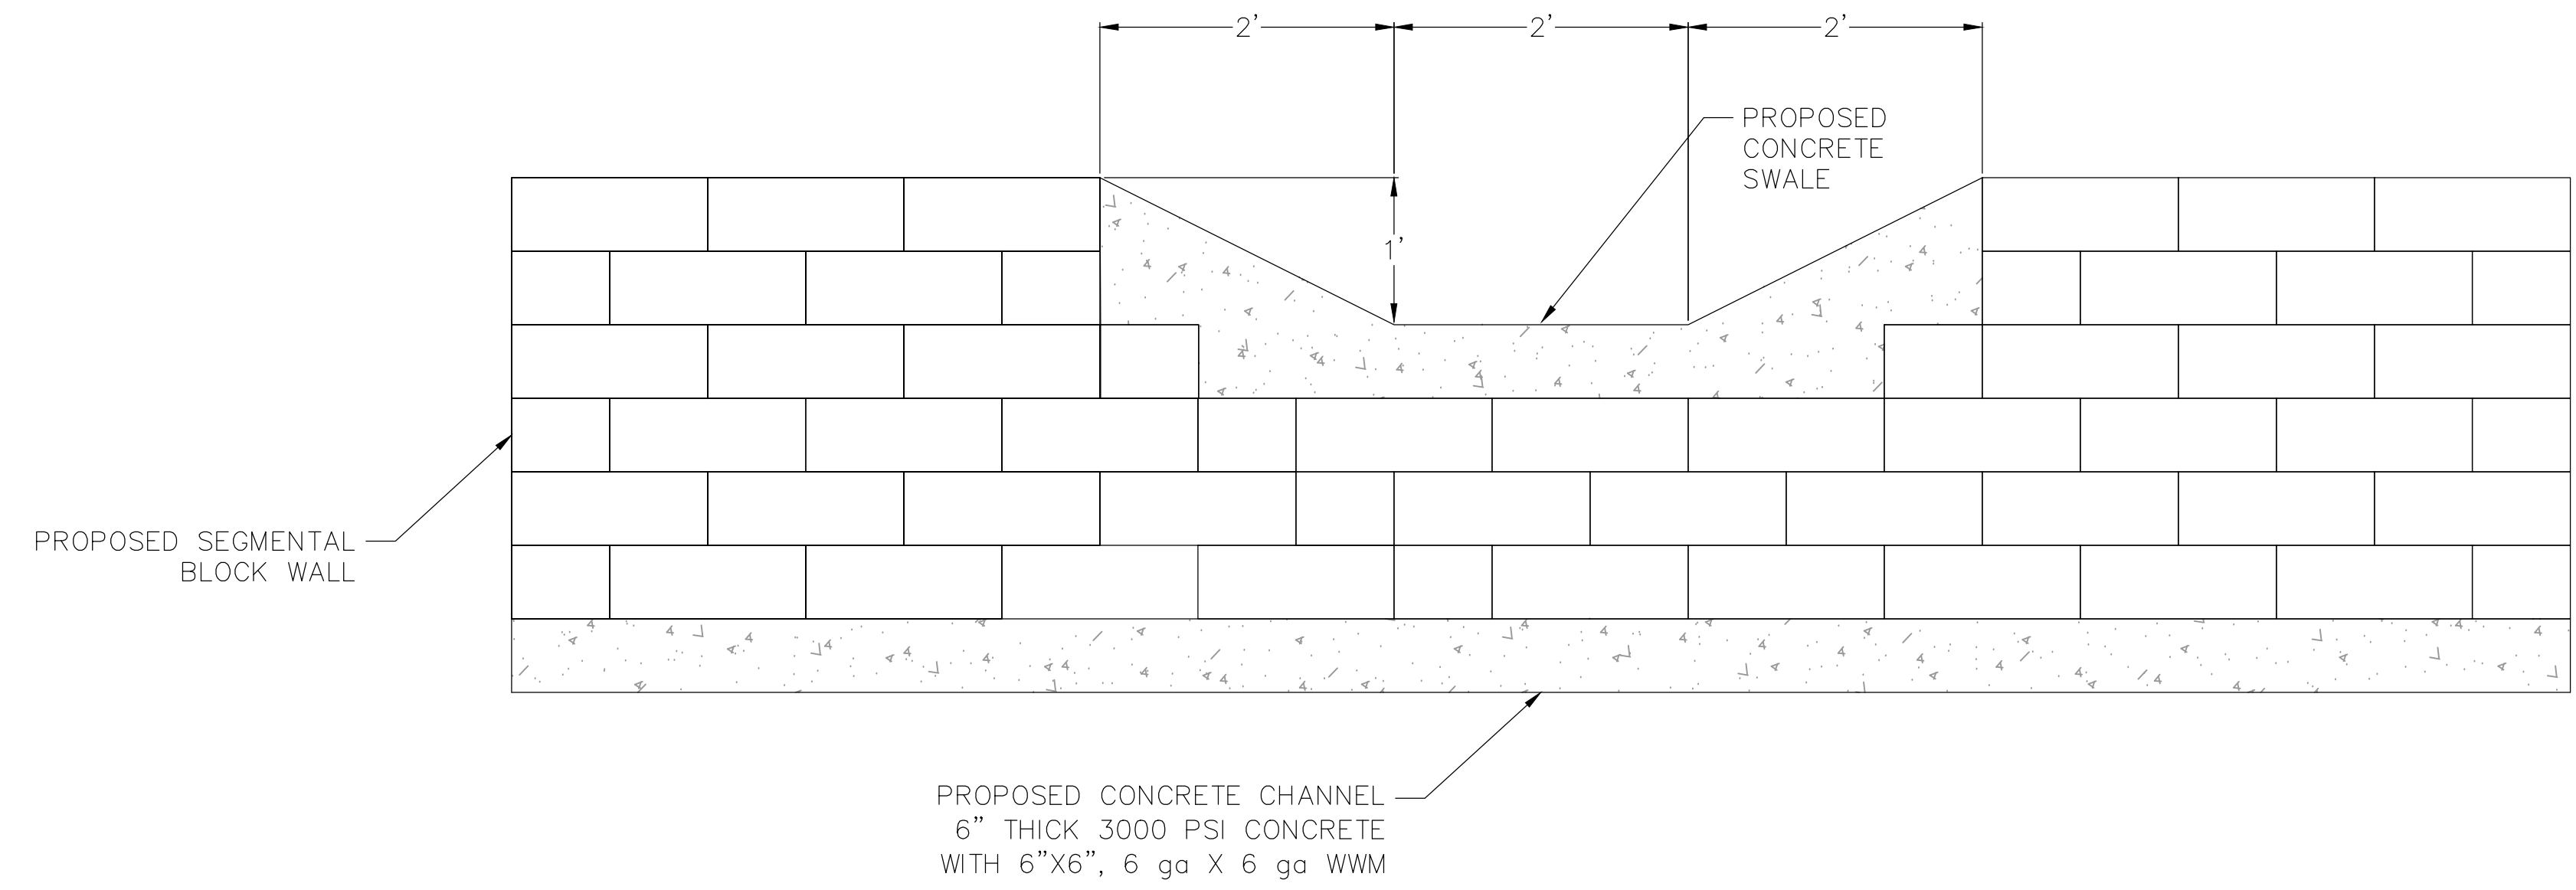 2'
2'
2'
PROPOSED
CONCRETE
SWALE
1'
PROPOSED SEGMENTAL
BLOCK WALL
PROPOSED CONCRETE CHANNEL
6” THICK 3000 PSI CONCRETE
WITH 6”X6”, 6 ga X 6 ga WWM